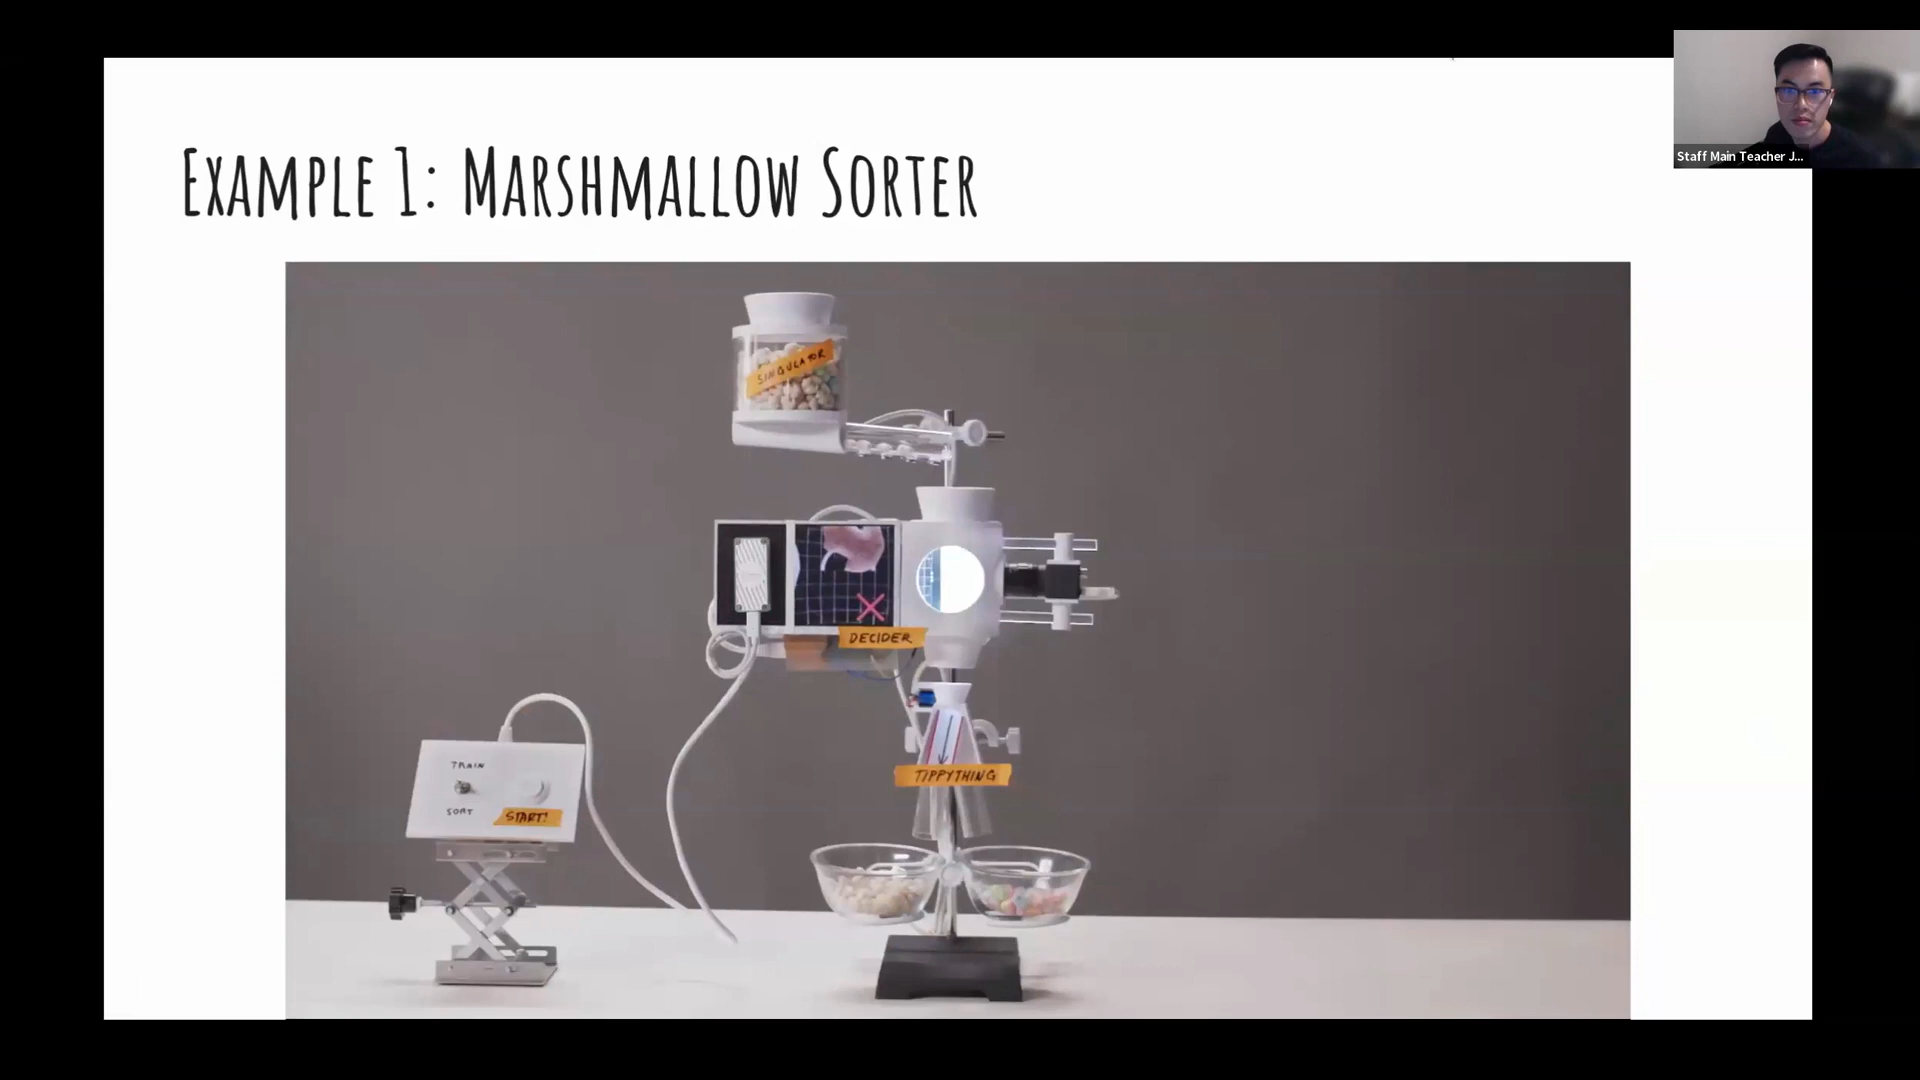 Example 1: Marshmallow Sorter
Staff Main Teacher J...
SINGULATOR
DECIDER
TRAIN
SORT
START!
TIPPYTHING